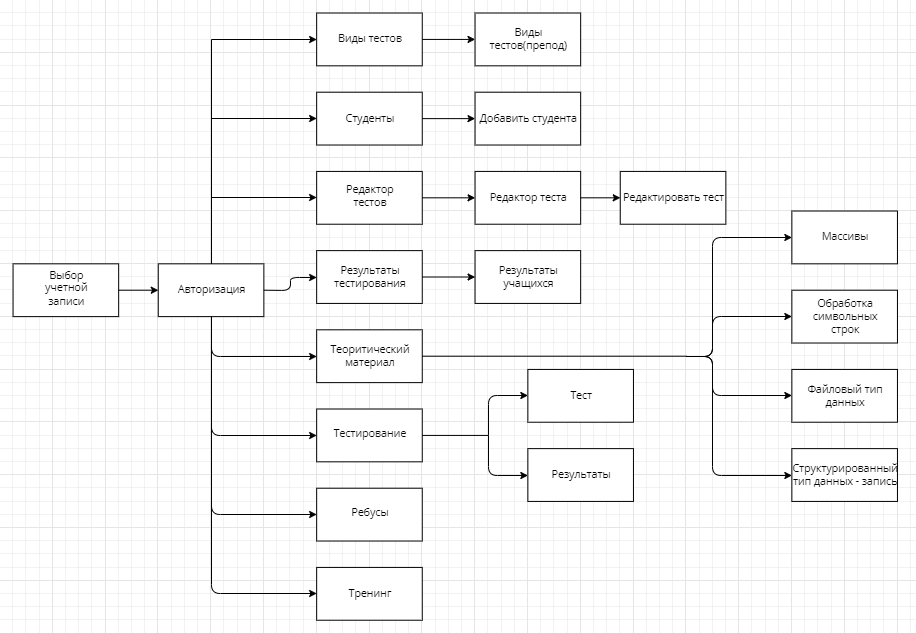 Виды тестов
Виды
тестов(препод)
Студенты
Добавить студента
Редактор
тестов
Редактор теста
Редактировать тест
Массивы
Выбор
учетной
записи
Авторизация
Результаты
тестирования
Результаты
учащихся
Обработка
символьных
строк
Теоритический
материал
Тест
Файловый тип
данных
Тестирование
Результаты
Структурированный
тип данных - запись
Ребусы
Тренинг